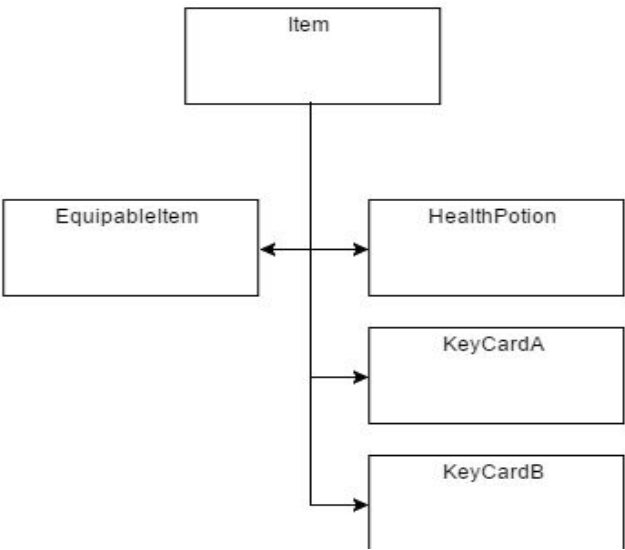 Item
EquipableItem
HealthPotion
KeyCardA
KeyCardB